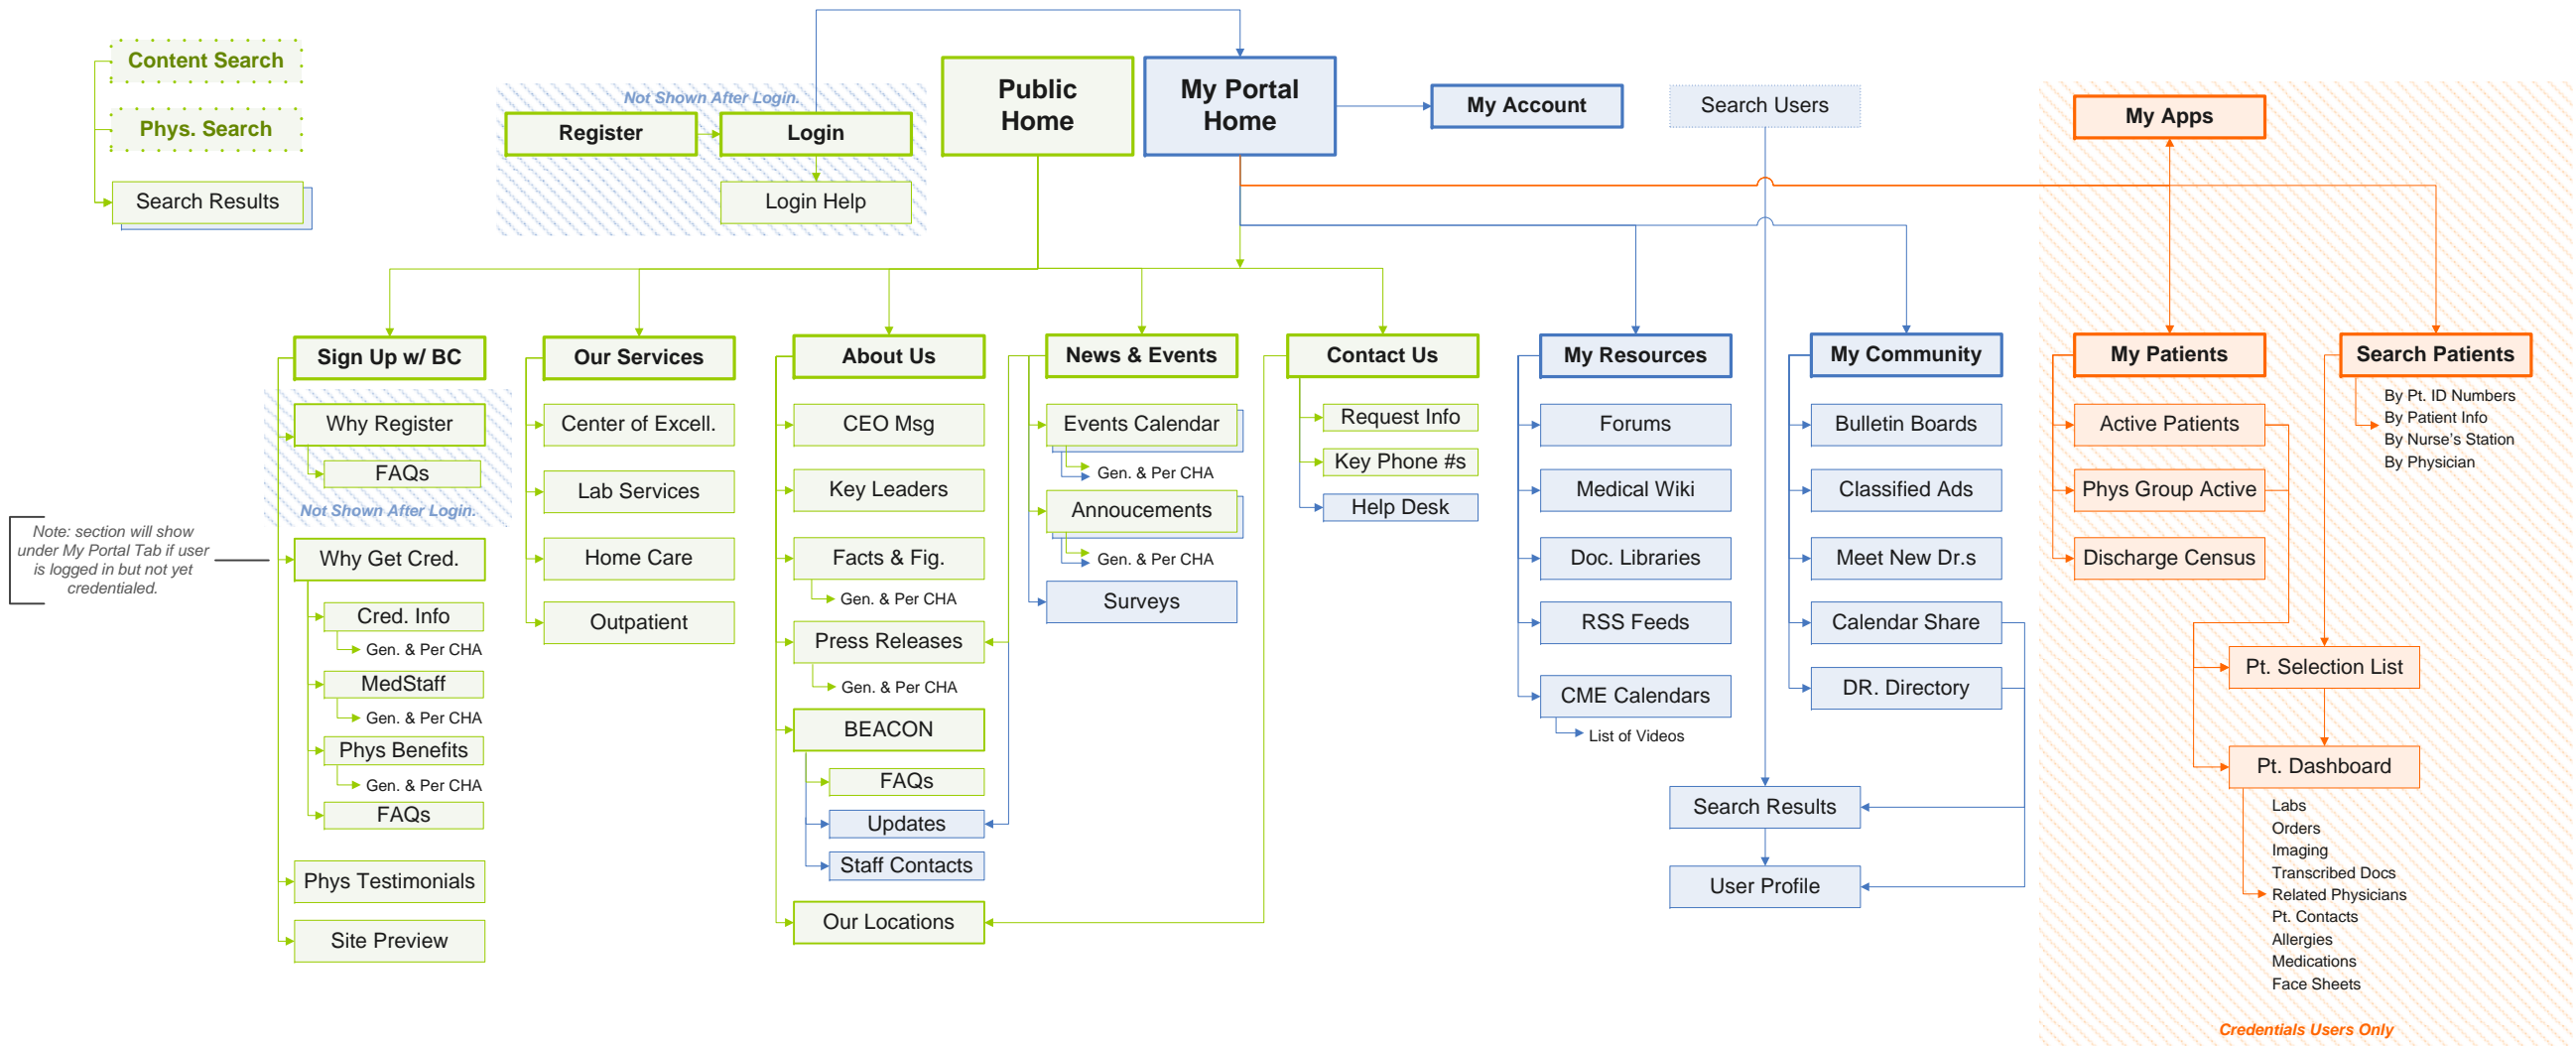 Content Search
Phys. Search
Search Results
Not Shown After Login.
Register
Login
Login Help
Public
Home
My Portal
Home
My Account
Search Users
My Apps
Sign Up w/ BC
Why Register
FAQs
Not Shown After Login.
Note: section will show
under My Portal Tab if user
is logged in but not yet
credentialed.
Why Get Cred.
Cred. Info
Gen. & Per CHA
MedStaff
Gen. & Per CHA
Phys Benefits
Gen. & Per CHA
FAQs
Phys Testimonials
Site Preview
Our Services
Center of Excell.
Lab Services
Home Care
Outpatient
About Us
CEO Msg
Key Leaders
Facts & Fig.
Gen. & Per CHA
Press Releases
Gen. & Per CHA
BEACON
FAQs
Updates
Staff Contacts
Our Locations
News & Events
Events Calendar
Gen. & Per CHA
Annoucements
Gen. & Per CHA
Surveys
Contact Us
Request Info
Key Phone #s
Help Desk
My Resources
Forums
Medical Wiki
Doc. Libraries
RSS Feeds
CME Calendars
List of Videos
My Community
Bulletin Boards
Classified Ads
Meet New Dr.s
Calendar Share
DR. Directory
Search Results
User Profile
My Patients
Active Patients
Phys Group Active
Discharge Census
Search Patients
By Pt. ID Numbers
By Patient Info
By Nurse's Station
By Physician
Pt. Selection List
Pt. Dashboard
Labs
Orders
Imaging
Transcribed Docs
Related Physicians
Pt. Contacts
Allergies
Medications
Face Sheets
Credentials Users Only